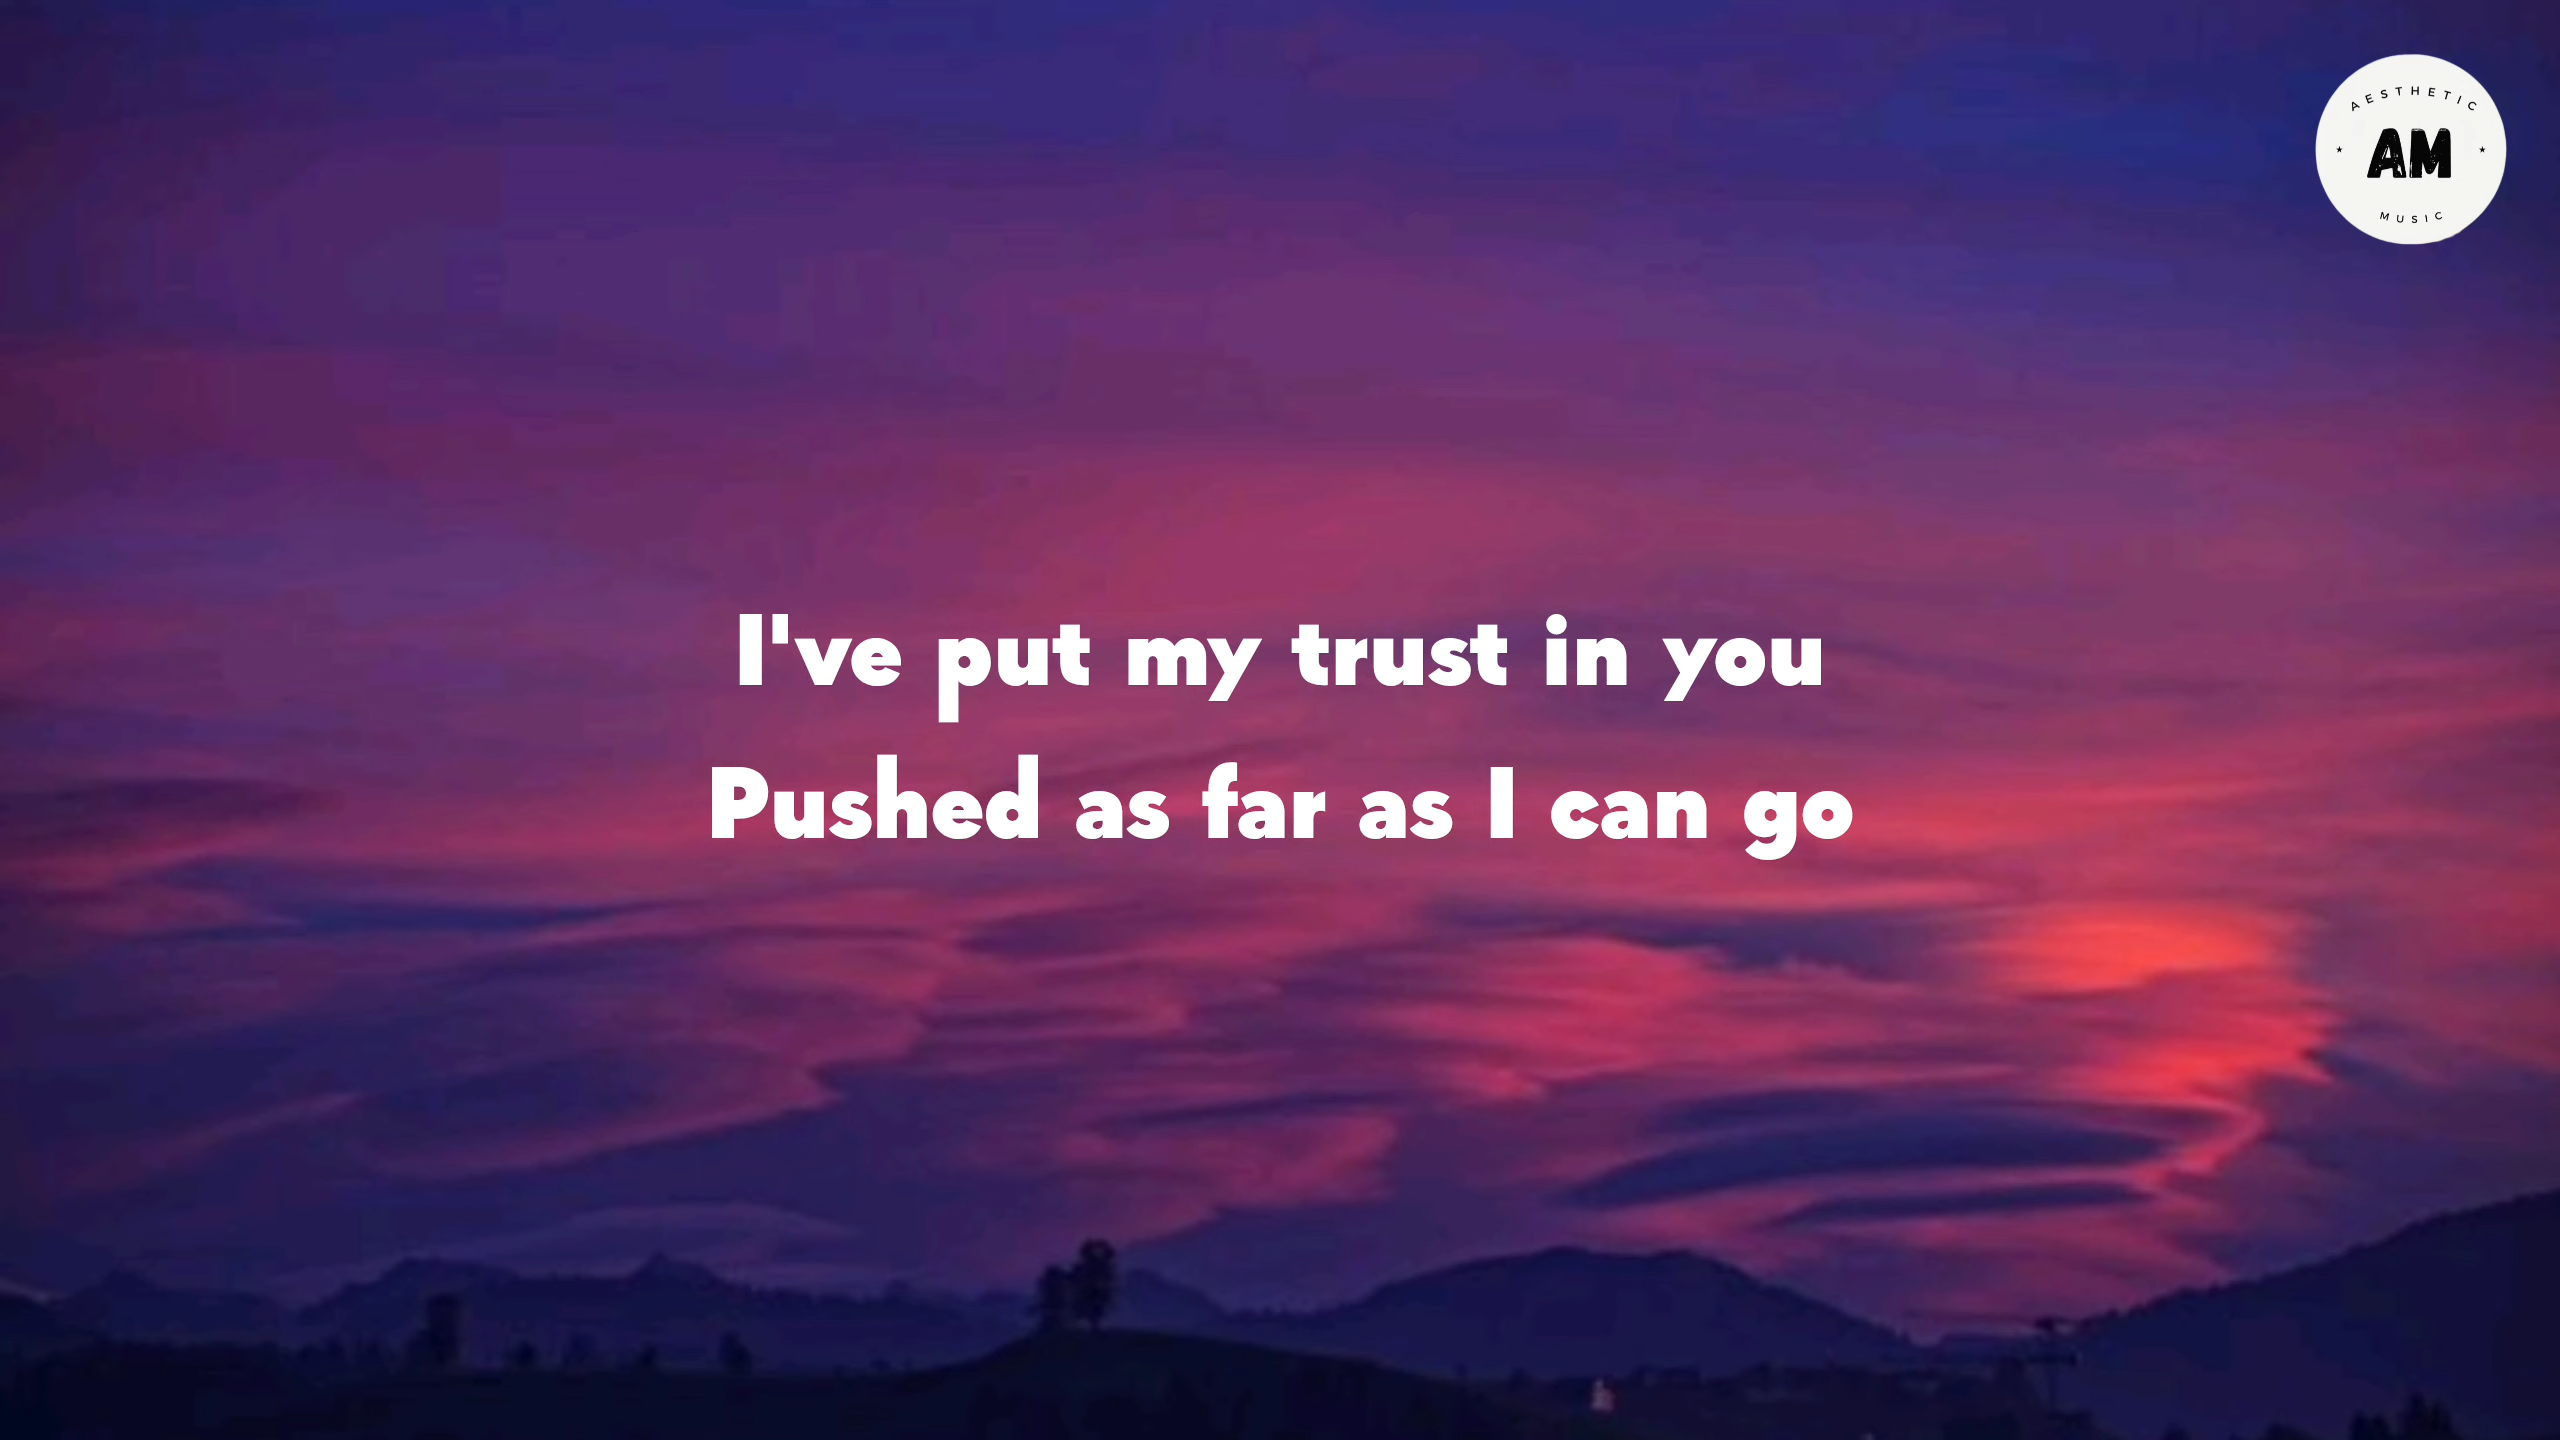 AESTHETIC
AM
MUSIC
I've put my trust in you
Pushed as far as I can go